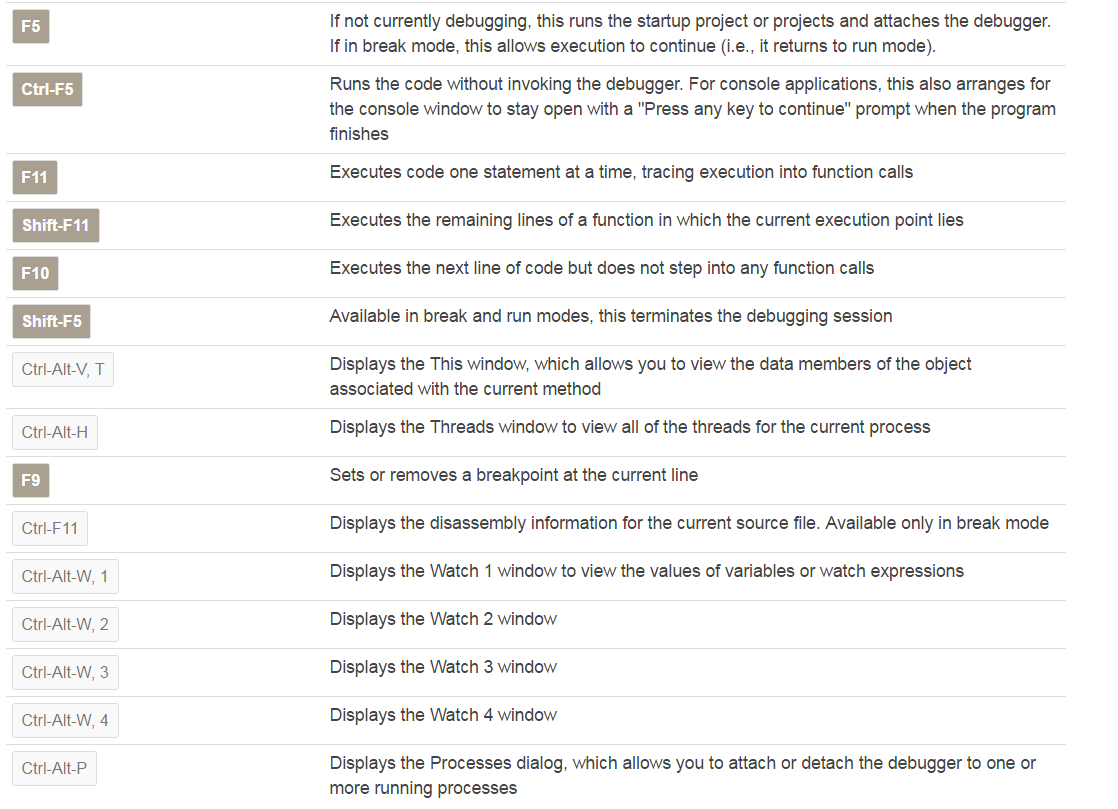 F5
If not currently debugging, this runs the startup project or projects and attaches the debugger.
If in break mode, this allows execution to continue (i.e., it returns to run mode).
Ctrl-F5
Runs the code without invoking the debugger. For console applications, this also arranges for
the console window to stay open with a "Press any key to continue" prompt when the program
finishes
F11
Executes code one statement at a time, tracing execution into function calls
Shift-F11
Executes the remaining lines of a function in which the current execution point lies
F10
Executes the next line of code but does not step into any function calls
Shift-F5
Available in break and run modes, this terminates the debugging session
Ctrl-Alt-V, T
Displays the This window, which allows you to view the data members of the object
associated with the current method
Ctrl-Alt-H
Displays the Threads window to view all of the threads for the current process
F9
Sets or removes a breakpoint at the current line
Ctrl-F11
Displays the disassembly information for the current source file. Available only in break mode
Ctrl-Alt-W, 1
Displays the Watch 1 window to view the values of variables or watch expressions
Ctrl-Alt-W, 2
Displays the Watch 2 window
Ctrl-Alt-W, 3
Displays the Watch 3 window
Ctrl-Alt-W, 4
Displays the Watch 4 window
Ctrl-Alt-P
Displays the Processes dialog, which allows you to attach or detach the debugger to one or
more running processes